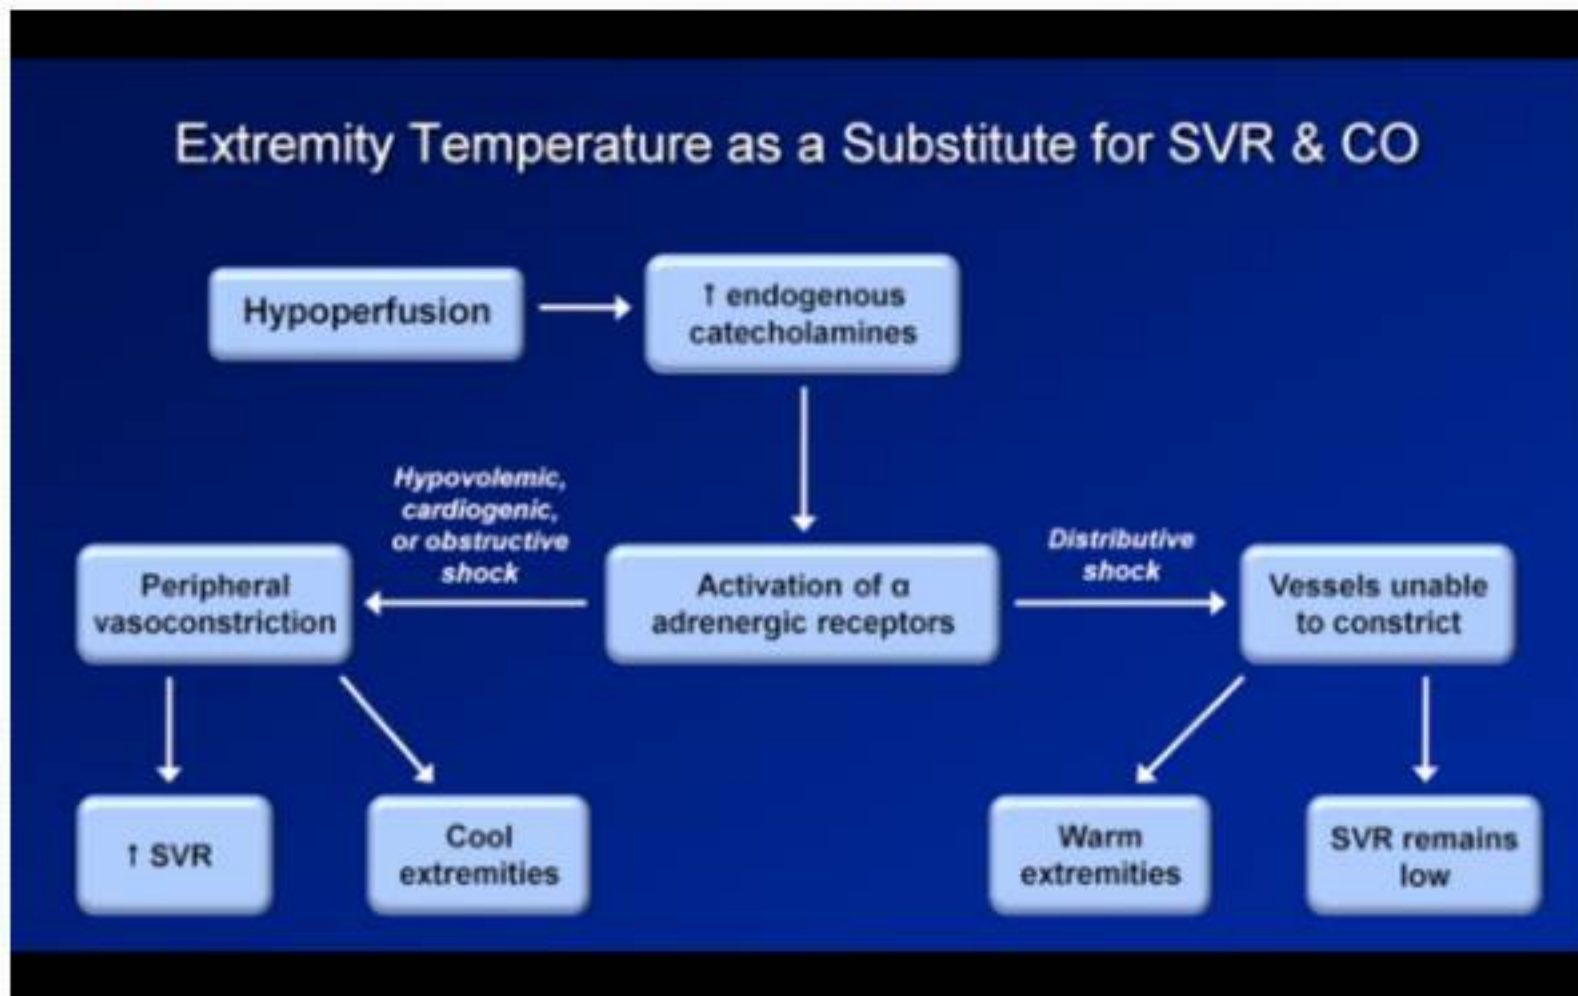 Extremity Temperature as a Substitute for SVR & CO
Hypoperfusion
↑ endogenous
catecholamines
Hypovolemic,
cardiogenic,
or obstructive
shock
Distributive
shock
Peripheral
vasoconstriction
Activation of α
adrenergic receptors
Vessels unable
to constrict
↑ SVR
Cool
extremities
Warm
extremities
SVR remains
low